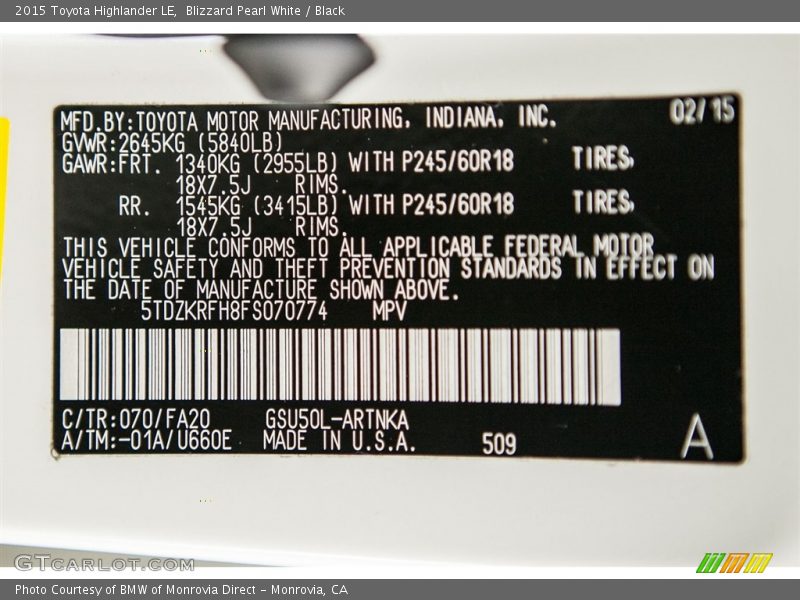 2015 Toyota Highlander LE,  Blizzard Pearl White / Black
MFD.BY:TOYOTA MOTOR MANUFACTURING, INDIANA, INC. 02/15
GVWR:2645KG (5840LB)
GAWR:FRT. 1340KG (2955LB) WITH P245/60R18 TIRES,
18X7.5J RIMS.
RR. 1545KG (3415LB) WITH P245/60R18 TIRES,
18X7.5J RIMS.
THIS VEHICLE CONFORMS TO ALL APPLICABLE FEDERAL MOTOR
VEHICLE SAFETY AND THEFT PREVENTION STANDARDS IN EFFECT ON
THE DATE OF MANUFACTURE SHOWN ABOVE.
5TDZKRFH8FS070774 MPV
C/TR:070/FA20 GSU50L-ARTNKA
A/TM:-01A/U660E MADE IN U.S.A. 509 A
GTCARLOT.COM
Photo Courtesy of BMW of Monrovia Direct - Monrovia, CA